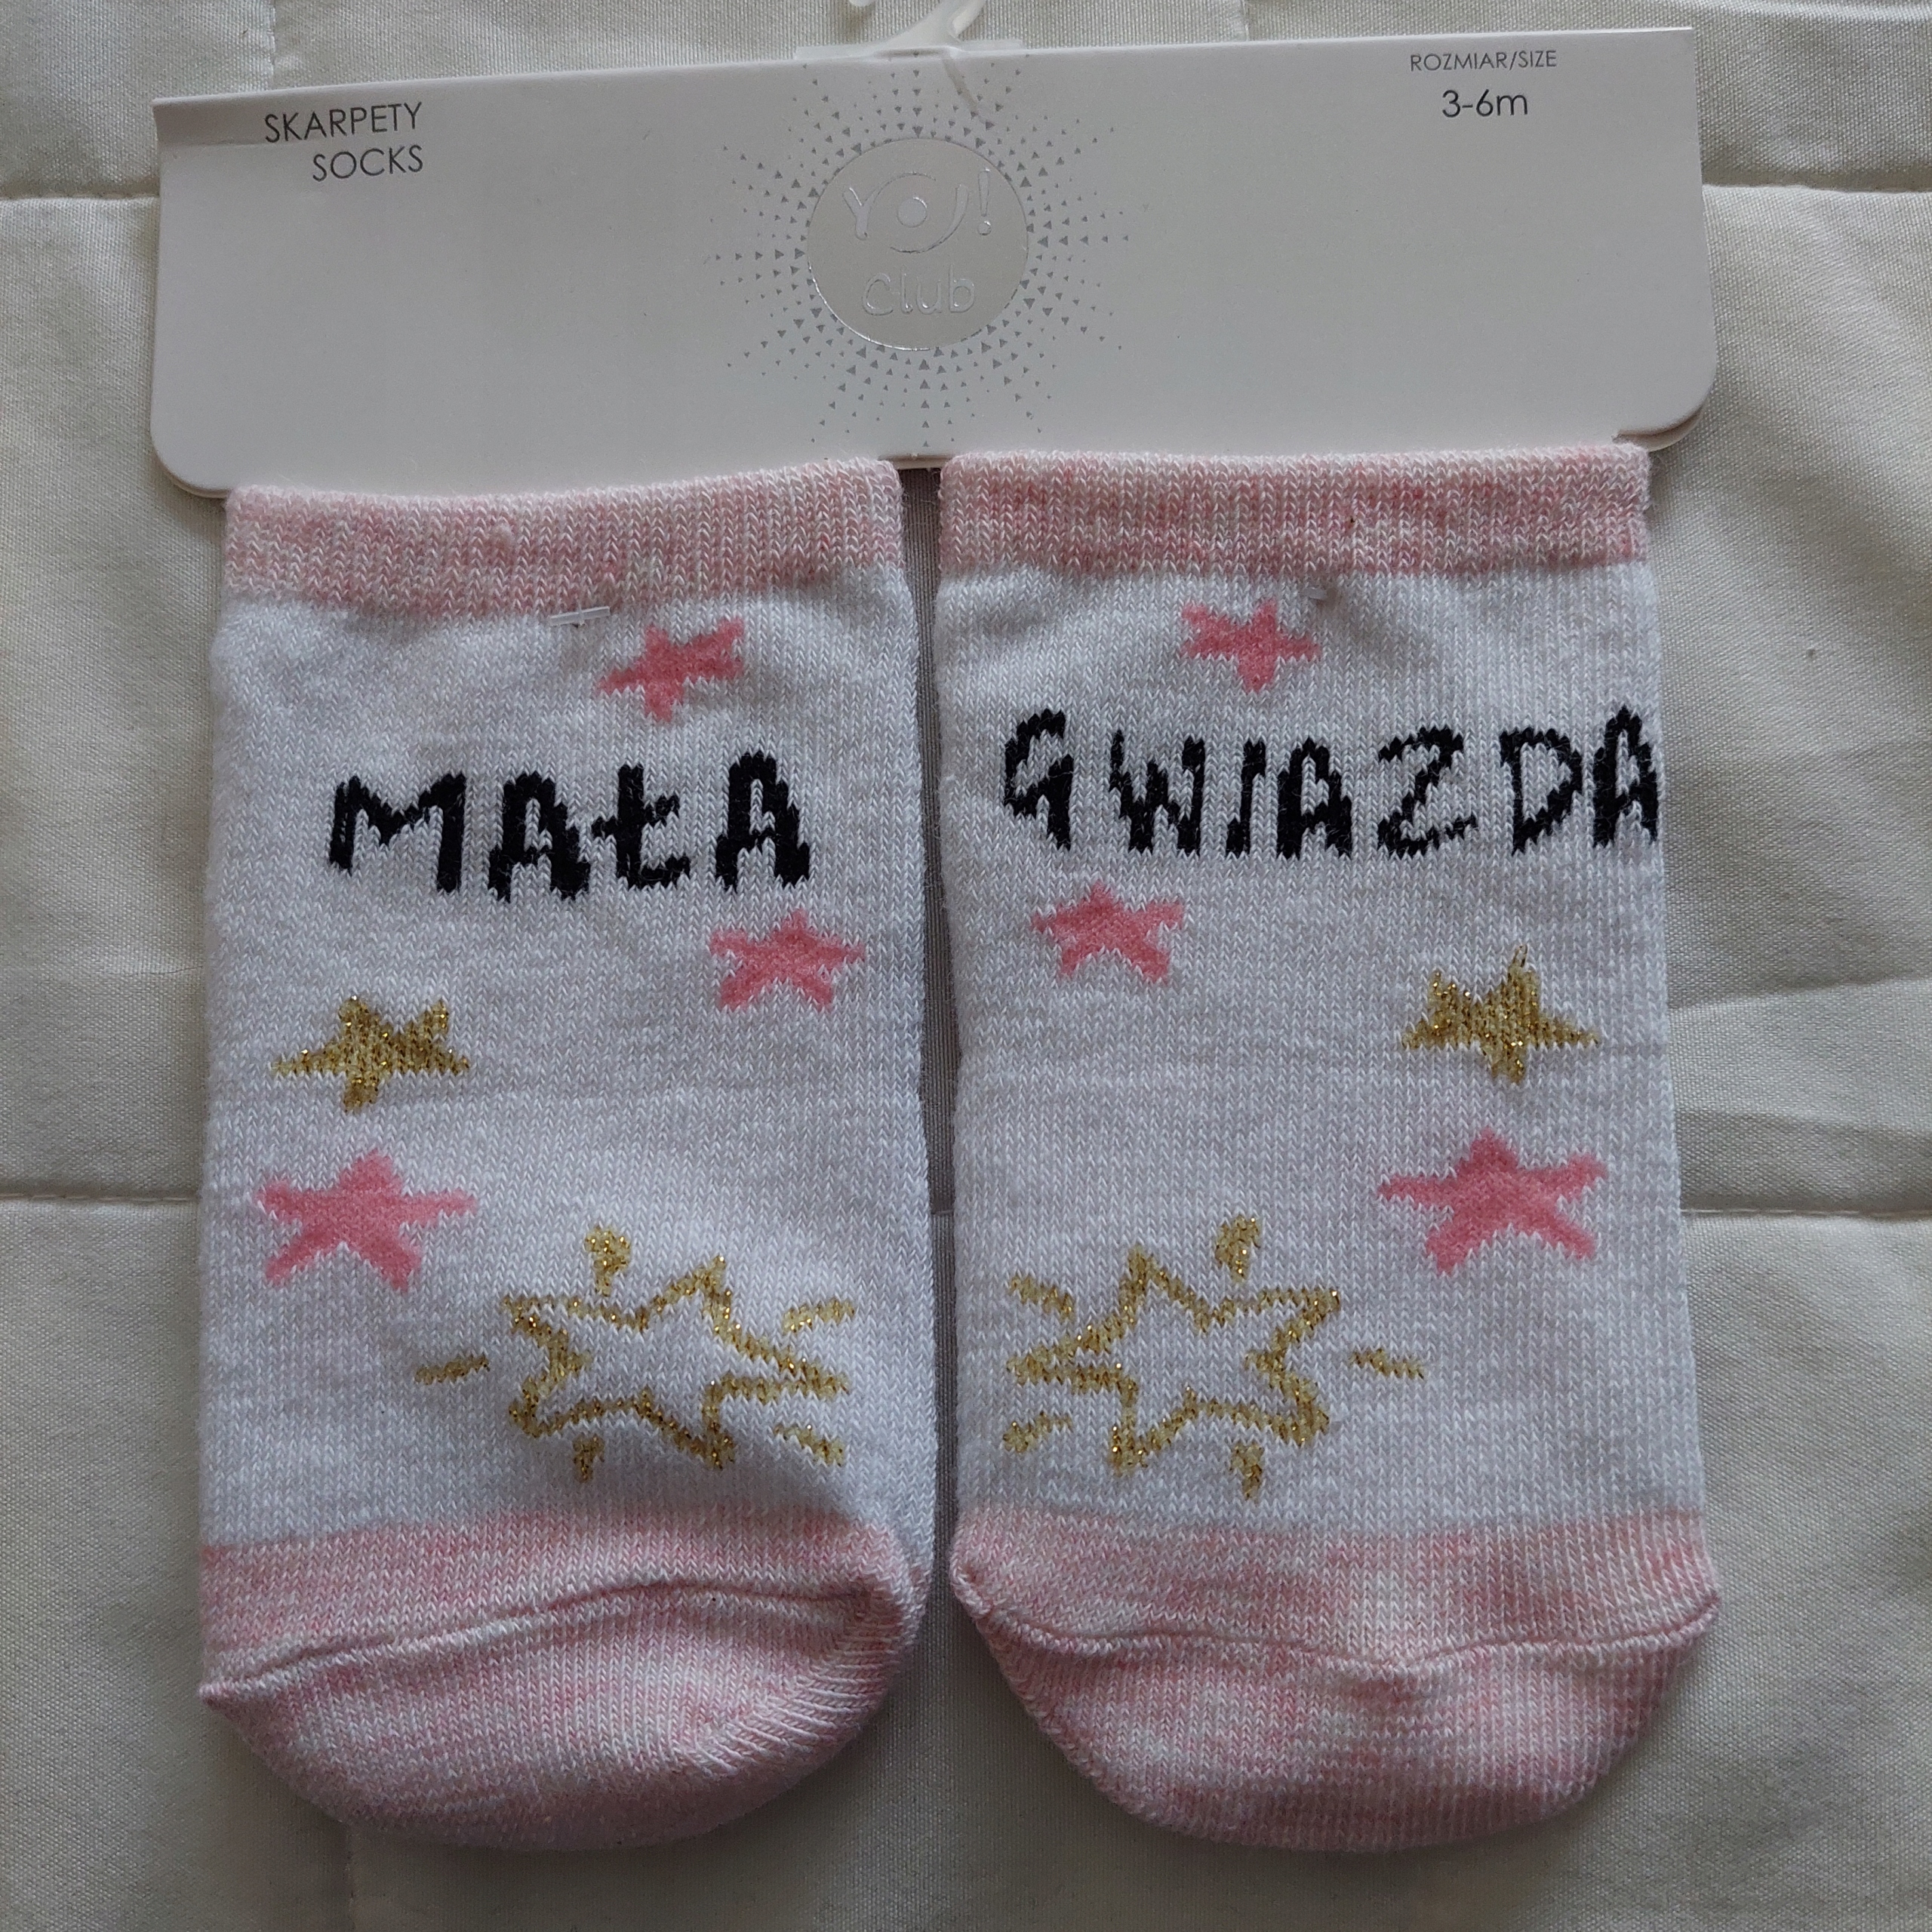 SKARPETY
SOCKS
YO!
club
ROZMIAR/SIZE
3-6m
MAŁA
GWIAZDA